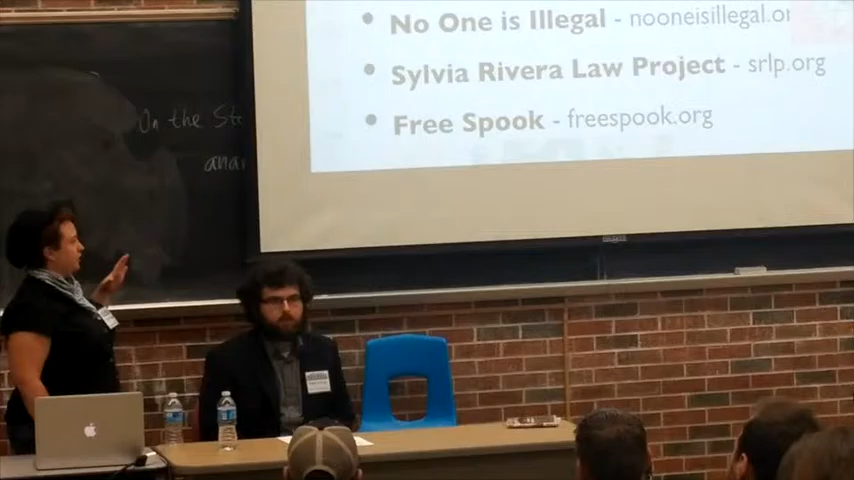 • No One is Illegal - nooneisillegal.or
• Sylvia Rivera Law Project - srlp.org
• Free Spook - freespook.org
On the St
anar